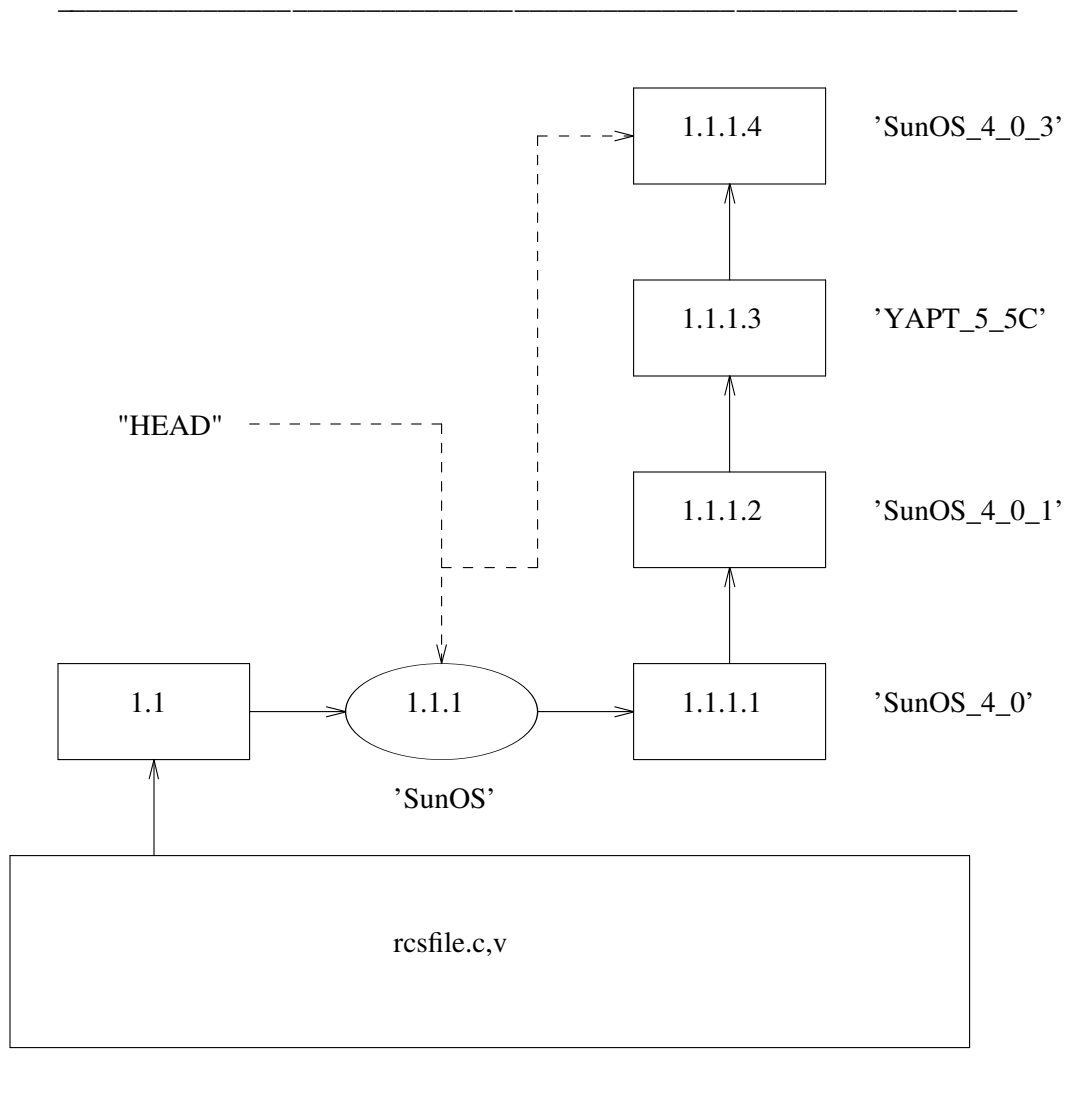 1.1.1.4 ’SunOS_4_0_3’
1.1.1.3 ’YAPT_5_5C’
"HEAD"
1.1.1.2 ’SunOS_4_0_1’
1.1 1.1.1 1.1.1.1 ’SunOS_4_0’
’SunOS’
rcsfile.c,v